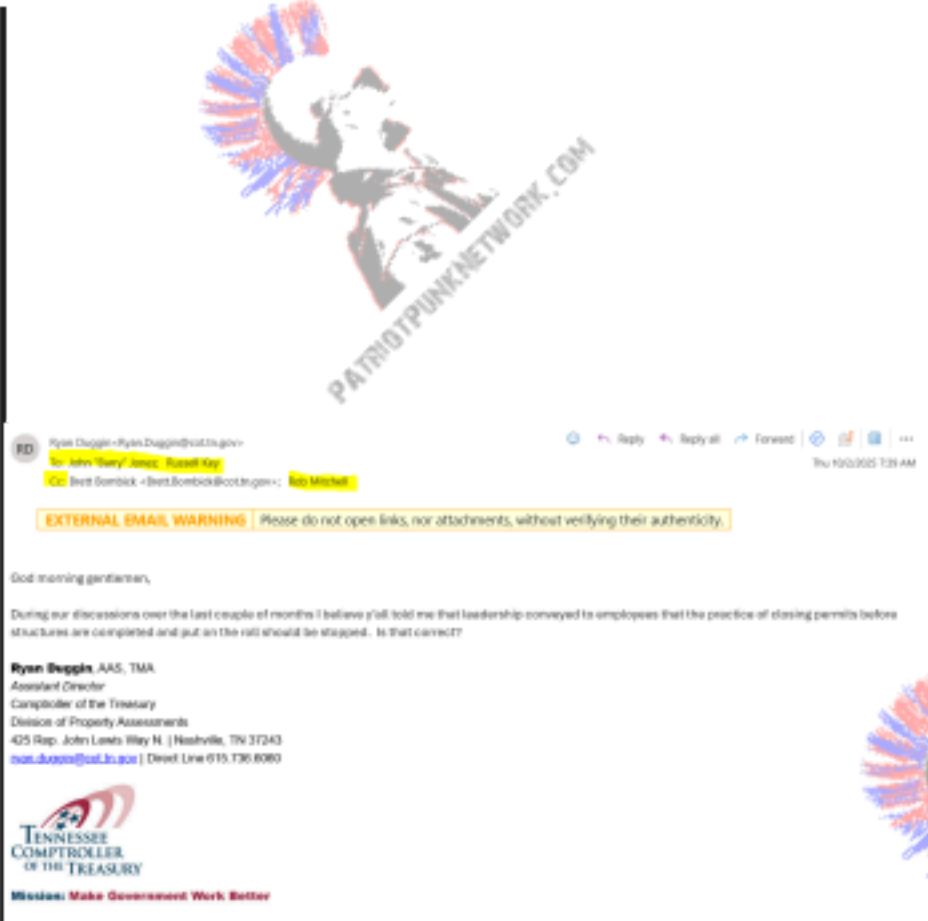 PATRIOTPUNKNETWORK.COM
RD
Ryan Duggin<Ryan.Duggin@cot.tn.gov>
Reply Reply all Forward
To: John "Barry" Jones; Russell Key
Thu 10/2/2025 7:39 AM
Cc: Brett Bombick <Brett.Bombick@cot.tn.gov>; Rob Mitchell
EXTERNAL EMAIL WARNING Please do not open links, nor attachments, without verifying their authenticity.
God morning gentlemen,
During our discussions over the last couple of months I believe y'all told me that leadership conveyed to employees that the practice of closing permits before
structures are completed and put on the roll should be stopped. Is that correct?
Ryan Duggin, AAS, TMA
Assistant Director
Comptroller of the Treasury
Division of Property Assessments
425 Rep. John Lewis Way N. | Nashville, TN 37243
ryan.duggin@cot.tn.gov | Direct Line 615.736.6060
TENNESSEE
COMPTROLLER
OF THE TREASURY
Mission: Make Government Work Better